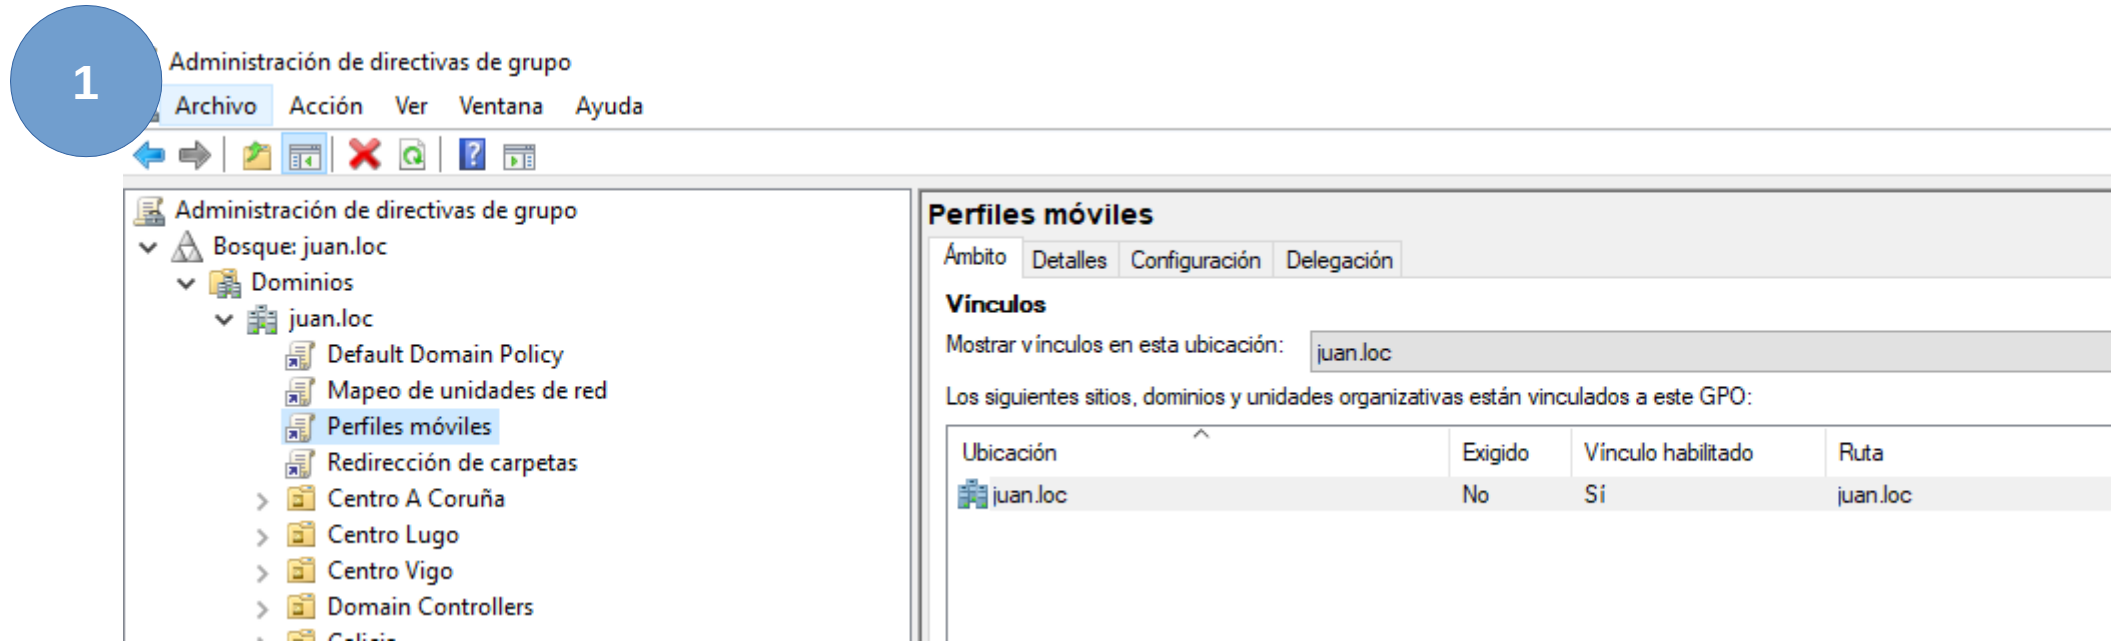 1
Administración de directivas de grupo
Archivo Acción Ver Ventana Ayuda
Administración de directivas de grupo
Bosque: juan.loc
Dominios
juan.loc
Default Domain Policy
Mapeo de unidades de red
Perfiles móviles
Redirección de carpetas
Centro A Coruña
Centro Lugo
Centro Vigo
Domain Controllers
Perfiles móviles
Ámbito Detalles Configuración Delegación
Vínculos
Mostrar vínculos en esta ubicación: juan.loc
Los siguientes sitios, dominios y unidades organizativas están vinculados a este GPO:
Ubicación Exigido Vínculo habilitado Ruta
juan.loc No Sí juan.loc